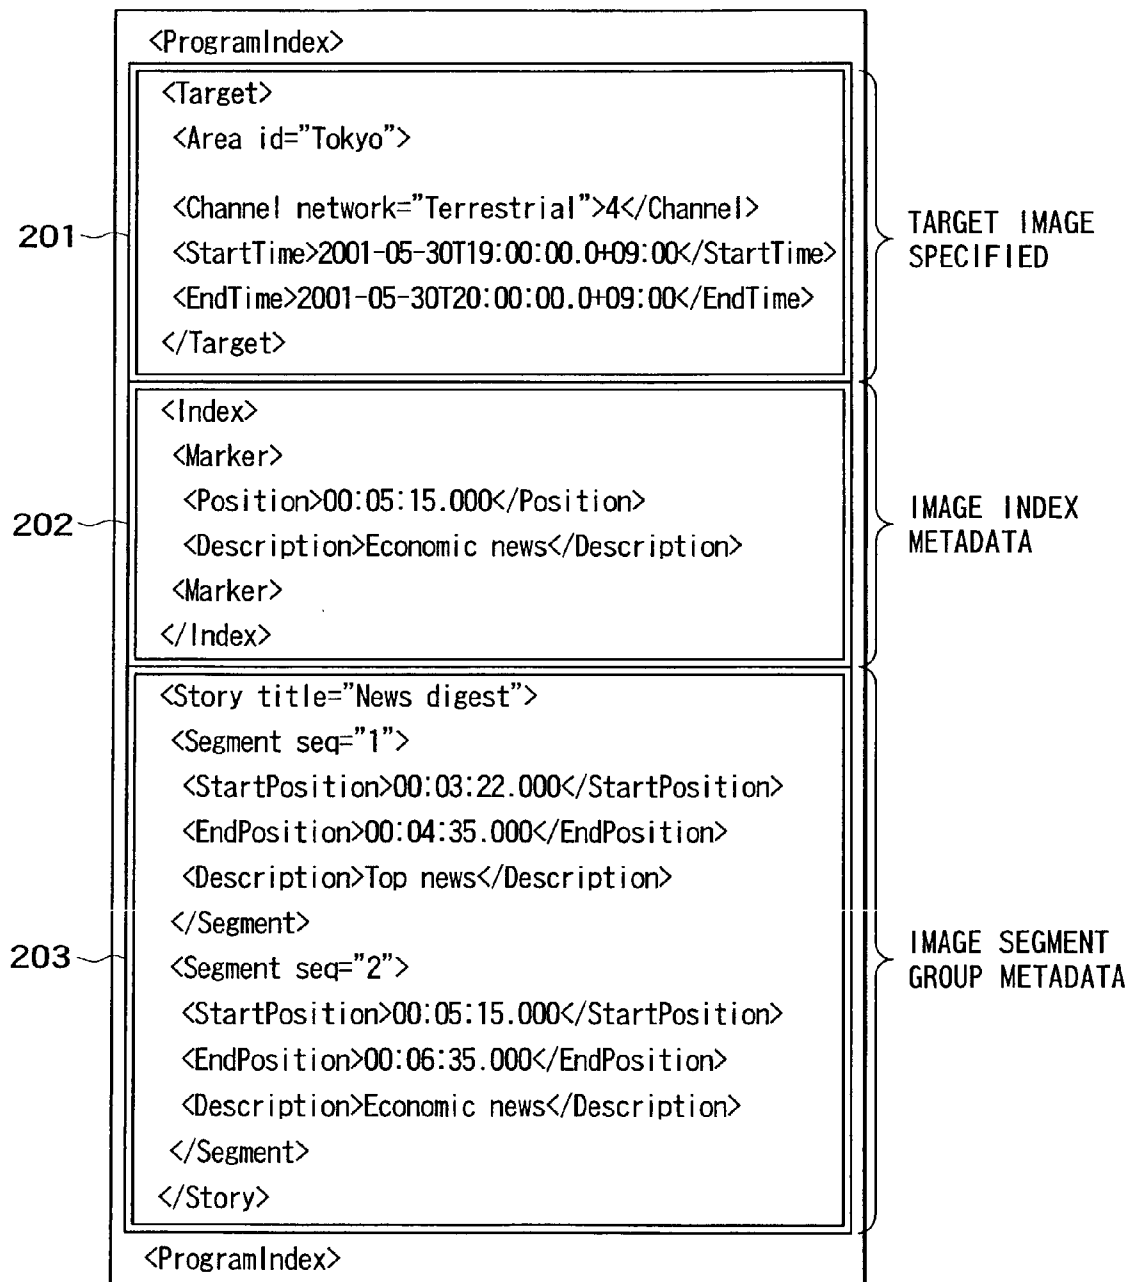 <ProgramIndex>
<Target>
<Area id="Tokyo">
<Channel network="Terrestrial">4</Channel>
201
<StartTime>2001-05-30T19:00:00.0+09:00</StartTime>
TARGET IMAGE
SPECIFIED
<EndTime>2001-05-30T20:00:00.0+09:00</EndTime>
</Target>
<Index>
<Marker>
<Position>00:05:15.000</Position>
202
IMAGE INDEX
METADATA
<Description>Economic news</Description>
<Marker>
</Index>
<Story title="News digest">
<Segment seq="1">
<StartPosition>00:03:22.000</StartPosition>
<EndPosition>00:04:35.000</EndPosition>
<Description>Top news</Description>
</Segment>
203
<Segment seq="2">
IMAGE SEGMENT
GROUP METADATA
<StartPosition>00:05:15.000</StartPosition>
<EndPosition>00:06:35.000</EndPosition>
<Description>Economic news</Description>
</Segment>
</Story>
<ProgramIndex>